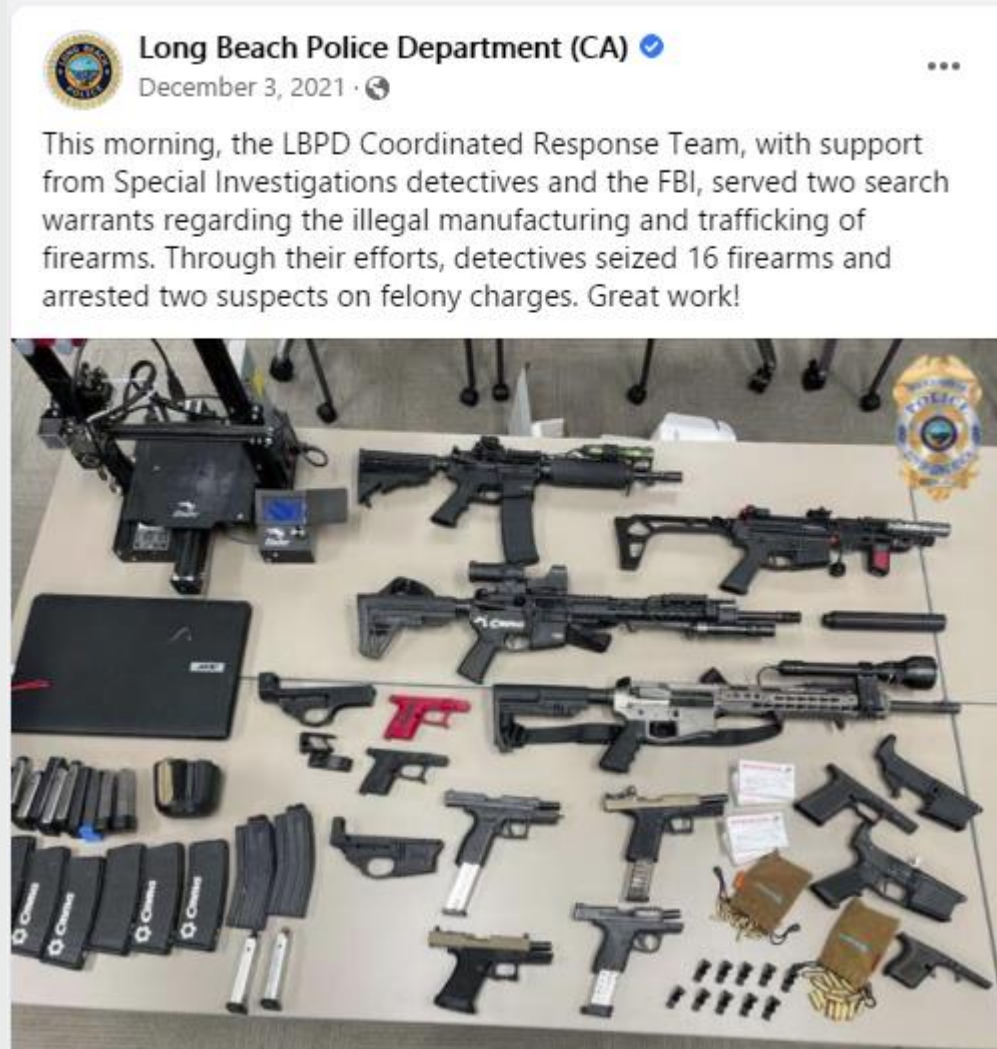 Long Beach Police Department (CA)
December 3, 2021 ·
This morning, the LBPD Coordinated Response Team, with support
from Special Investigations detectives and the FBI, served two search
warrants regarding the illegal manufacturing and trafficking of
firearms. Through their efforts, detectives seized 16 firearms and
arrested two suspects on felony charges. Great work!
POLICE